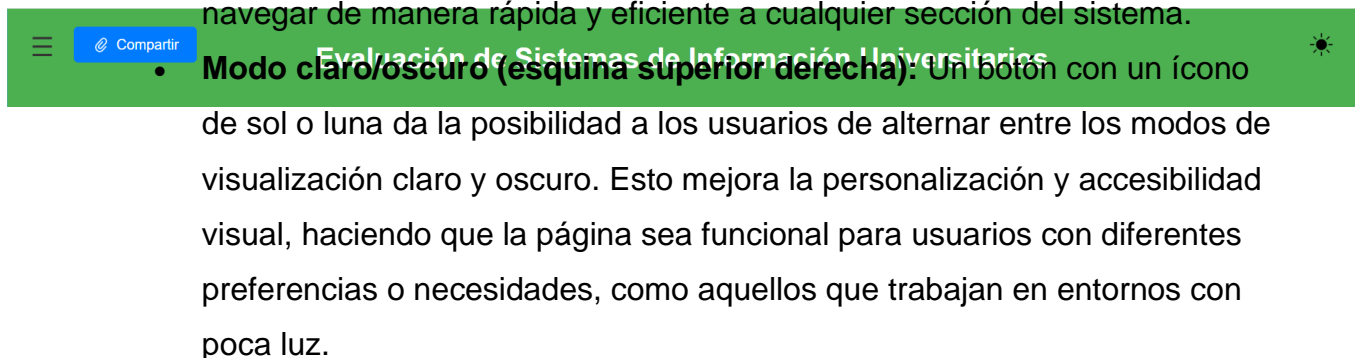 navegar de manera rápida y eficiente a cualquier sección del sistema.
Compartir
Evaluación de Sistemas de Información Universitarios
• Modo claro/oscuro (esquina superior derecha): Un botón con un ícono
de sol o luna da la posibilidad a los usuarios de alternar entre los modos de
visualización claro y oscuro. Esto mejora la personalización y accesibilidad
visual, haciendo que la página sea funcional para usuarios con diferentes
preferencias o necesidades, como aquellos que trabajan en entornos con
poca luz.